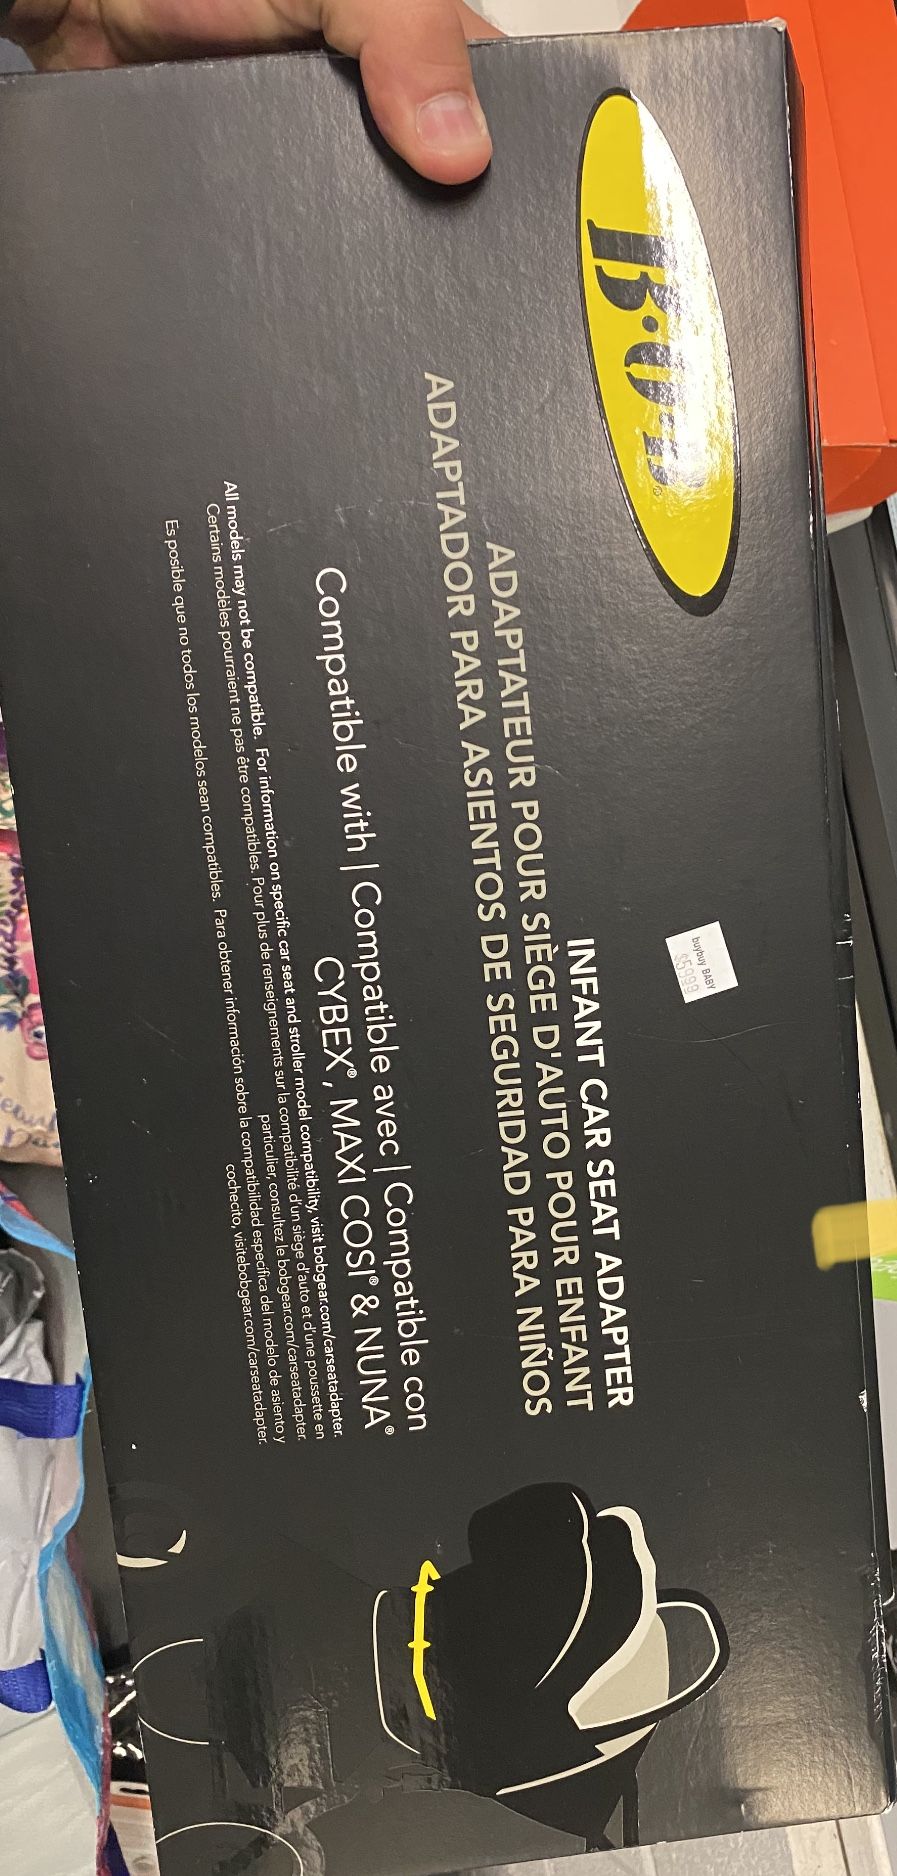 B·O·B®
buybuy BABY
$59.99
INFANT CAR SEAT ADAPTER
ADAPTATEUR POUR SIÈGE D'AUTO POUR ENFANT
ADAPTADOR PARA ASIENTOS DE SEGURIDAD PARA NIÑOS
Compatible with | Compatible avec | Compatible con
CYBEX®, MAXI COSI® & NUNA®
All models may not be compatible. For information on specific car seat and stroller model compatibility, visit bobgear.com/carseatadapter.
Certains modèles pourraient ne pas être compatibles. Pour plus de renseignements sur la compatibilité d'un siège d'auto et d'une poussette en
particulier, consultez le bobgear.com/carseatadapter.
Es posible que no todos los modelos sean compatibles. Para obtener información sobre la compatibilidad específica del modelo de asiento y
cochecito, visitebobgear.com/carseatadapter.